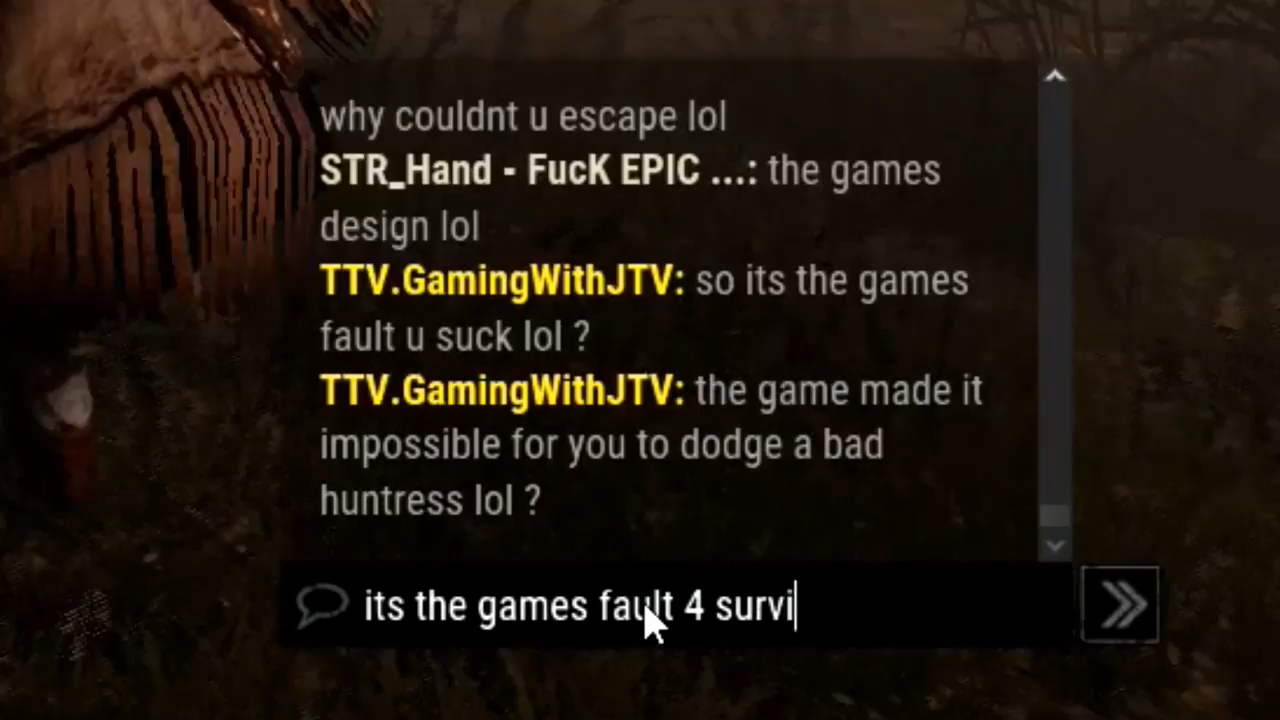 why couldnt u escape lol
STR_Hand - FucK EPIC ...: the games
design lol
TTV.GamingWithJTV: so its the games
fault u suck lol ?
TTV.GamingWithJTV: the game made it
impossible for you to dodge a bad
huntress lol ?
its the games fault 4 survi